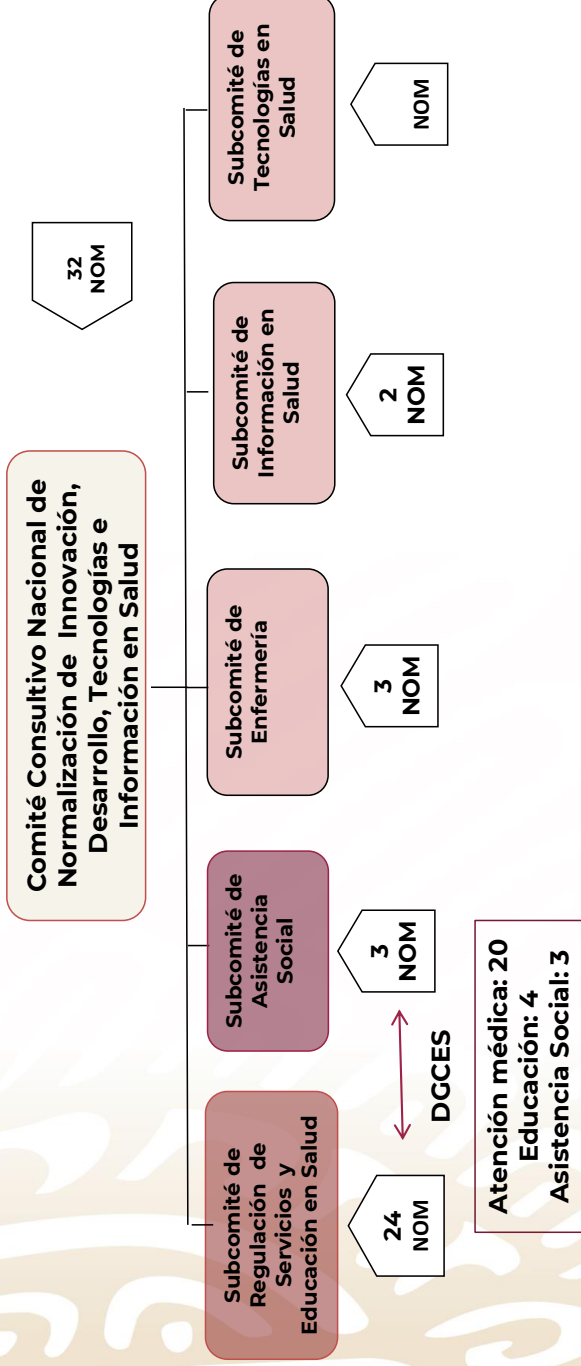 Comité Consultivo Nacional de
Normalización de Innovación,
Desarrollo, Tecnologías e
Información en Salud
32
NOM
Subcomité de
Regulación de
Servicios y
Educación en Salud
Subcomité de
Asistencia
Social
Subcomité de
Enfermería
Subcomité de
Información en
Salud
Subcomité de
Tecnologías en
Salud
24
NOM
3
NOM
3
NOM
2
NOM
NOM
DGCES
Atención médica: 20
Educación: 4
Asistencia Social: 3